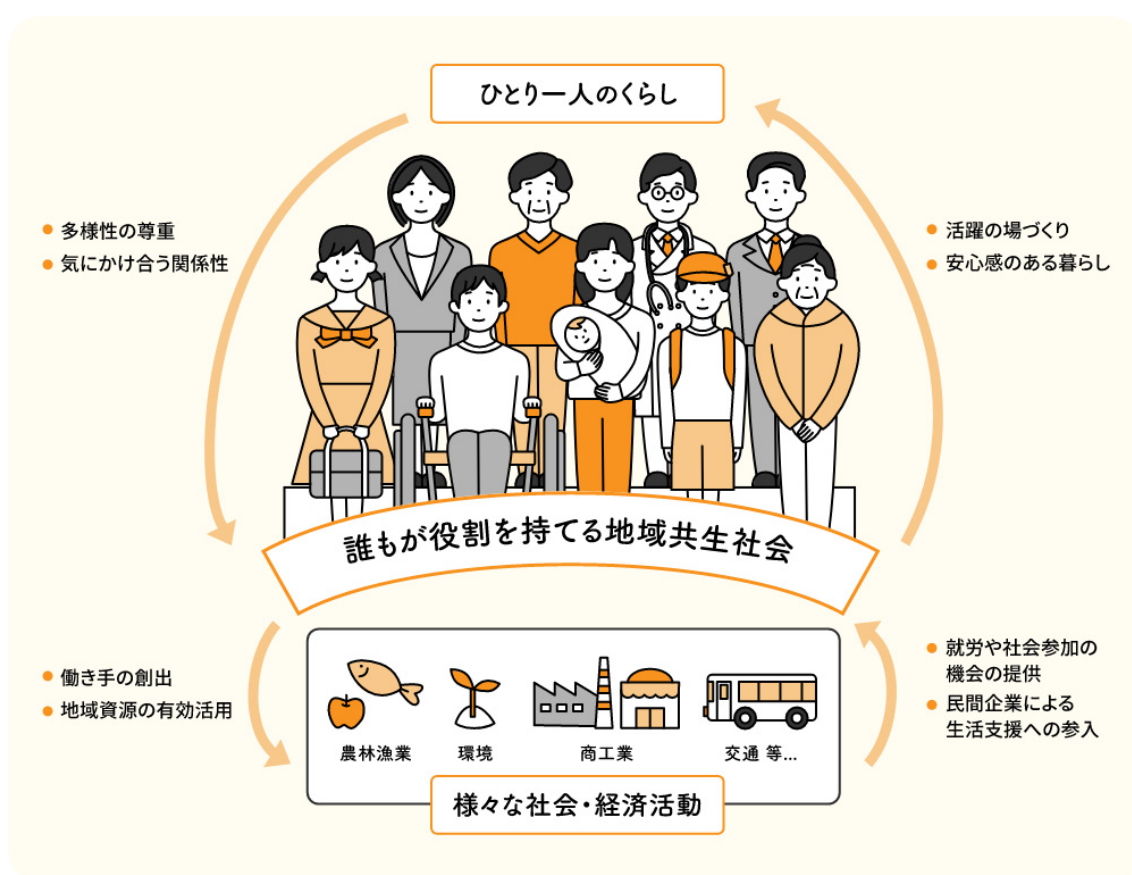 ひとり一人のくらし
● 多様性の尊重
● 気にかけ合う関係性
● 活躍の場づくり
● 安心感のある暮らし
誰もが役割を持てる地域共生社会
● 働き手の創出
● 地域資源の有効活用
● 就労や社会参加の
機会の提供
● 民間企業による
生活支援への参入
農林漁業
環境
商工業
交通 等...
様々な社会・経済活動